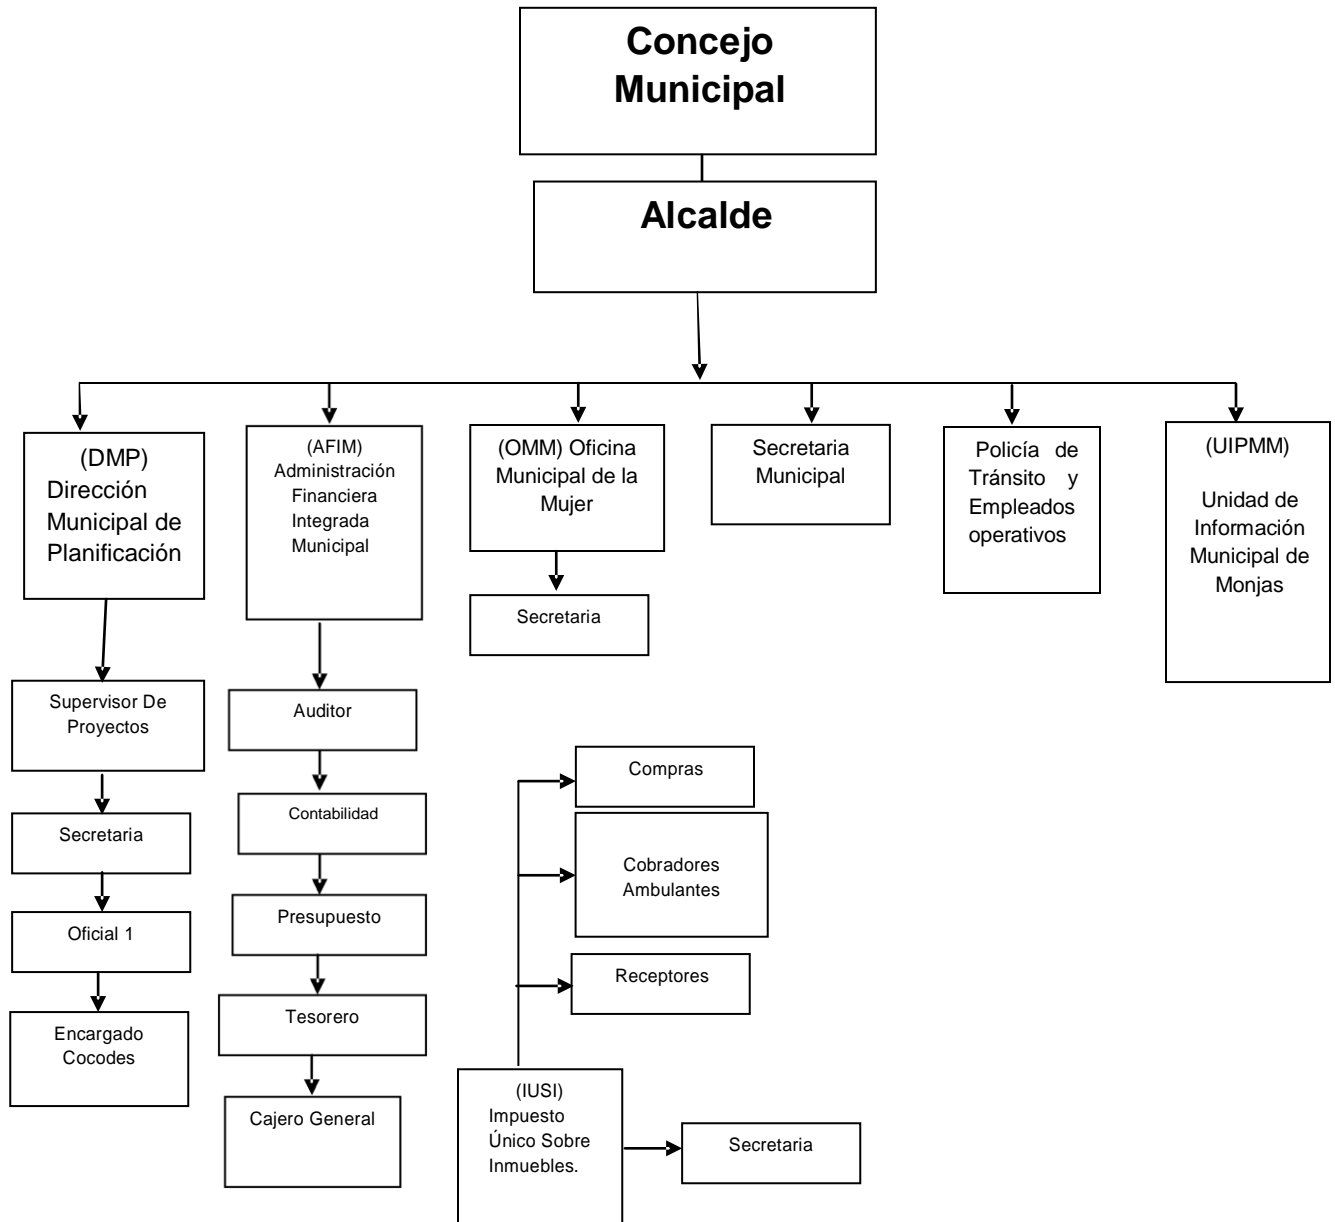 Concejo
Municipal
Alcalde
(DMP)
Dirección
Municipal de
Planificación
(AFIM)
Administración
Financiera
Integrada
Municipal
(OMM) Oficina
Municipal de la
Mujer
Secretaria
Municipal
Policía de
Tránsito y
Empleados
operativos
(UIPMM)
Unidad de
Información
Municipal de
Monjas
Secretaria
Supervisor De
Proyectos
Secretaria
Oficial 1
Encargado
Cocodes
Auditor
Contabilidad
Presupuesto
Tesorero
Cajero General
Compras
Cobradores
Ambulantes
Receptores
(IUSI)
Impuesto
Único Sobre
Inmuebles.
Secretaria